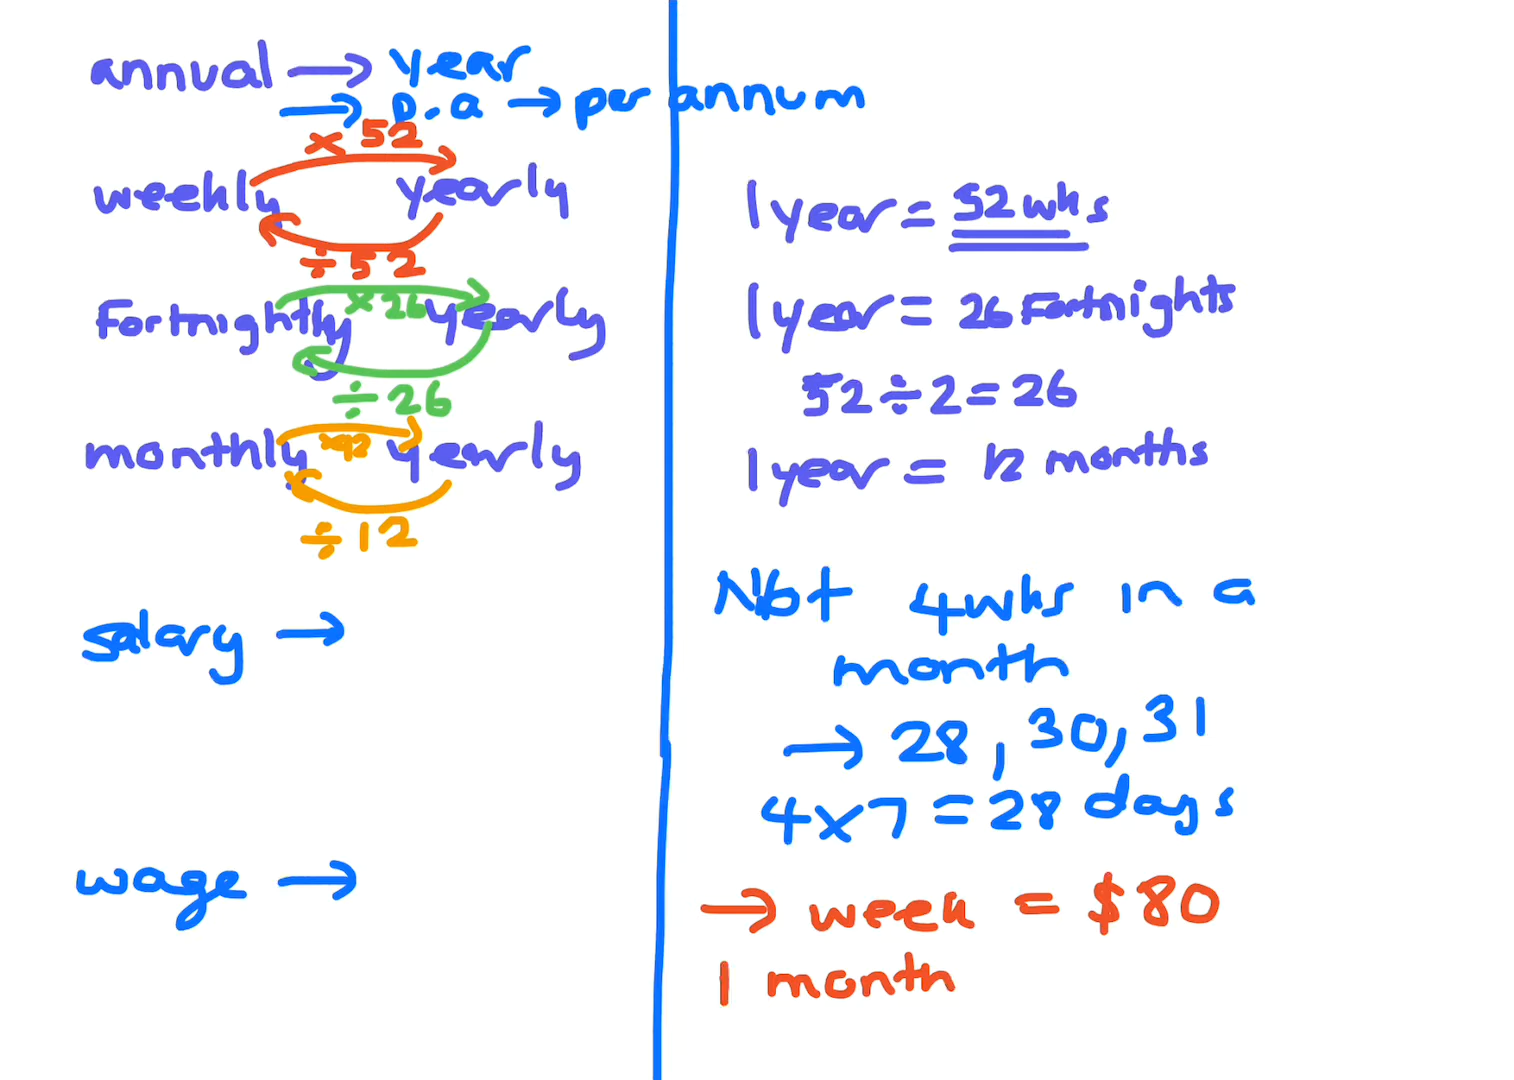 annual → year
→ p.a → per annum
× 52
weekly yearly
÷ 52
Fortnightly ×26 yearly
÷ 26
monthly ×12 yearly
÷ 12
salary →
wage →
1 year = 52 wks
1 year = 26 Fortnights
52 ÷ 2 = 26
1 year = 12 months
Not 4 wks in a
month
→ 28, 30, 31
4 × 7 = 28 days
→ week = $80
1 month